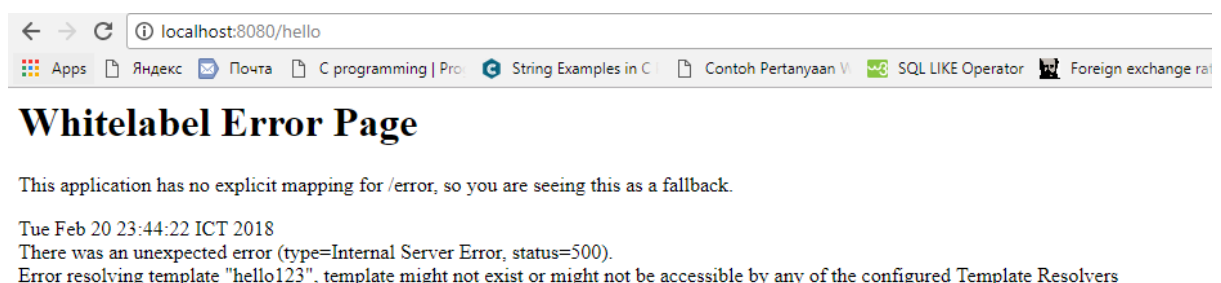 localhost:8080/hello
Apps Яндекс Почта C programming | Pro String Examples in C Contoh Pertanyaan SQL LIKE Operator Foreign exchange rat
Whitelabel Error Page
This application has no explicit mapping for /error, so you are seeing this as a fallback.
Tue Feb 20 23:44:22 ICT 2018
There was an unexpected error (type=Internal Server Error, status=500).
Error resolving template "hello123", template might not exist or might not be accessible by any of the configured Template Resolvers